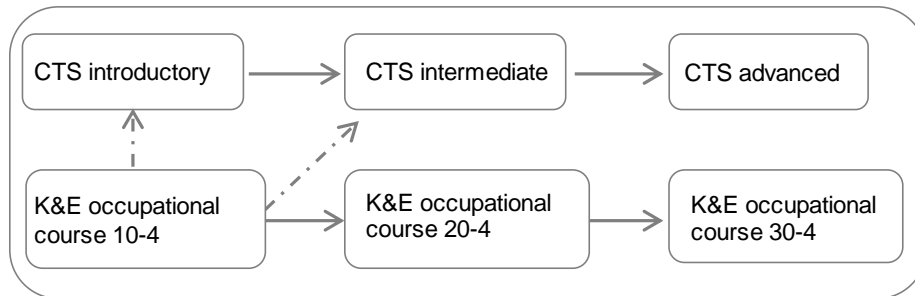 CTS introductory
CTS intermediate
CTS advanced
K&E occupational
course 10-4
K&E occupational
course 20-4
K&E occupational
course 30-4